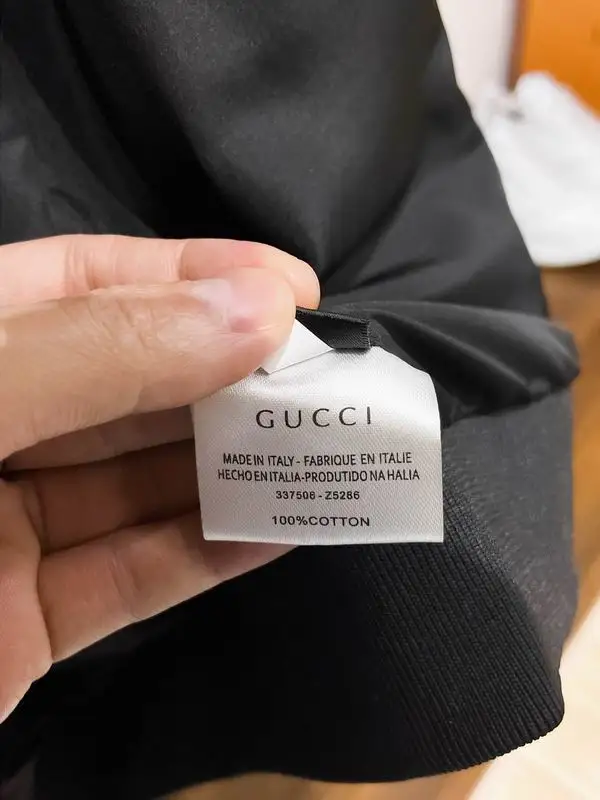 GUCCI
MADE IN ITALY - FABRIQUE EN ITALIE
HECHO EN ITALIA-PRODUTIDO NA HALIA
337508 - Z5286
100%COTTON